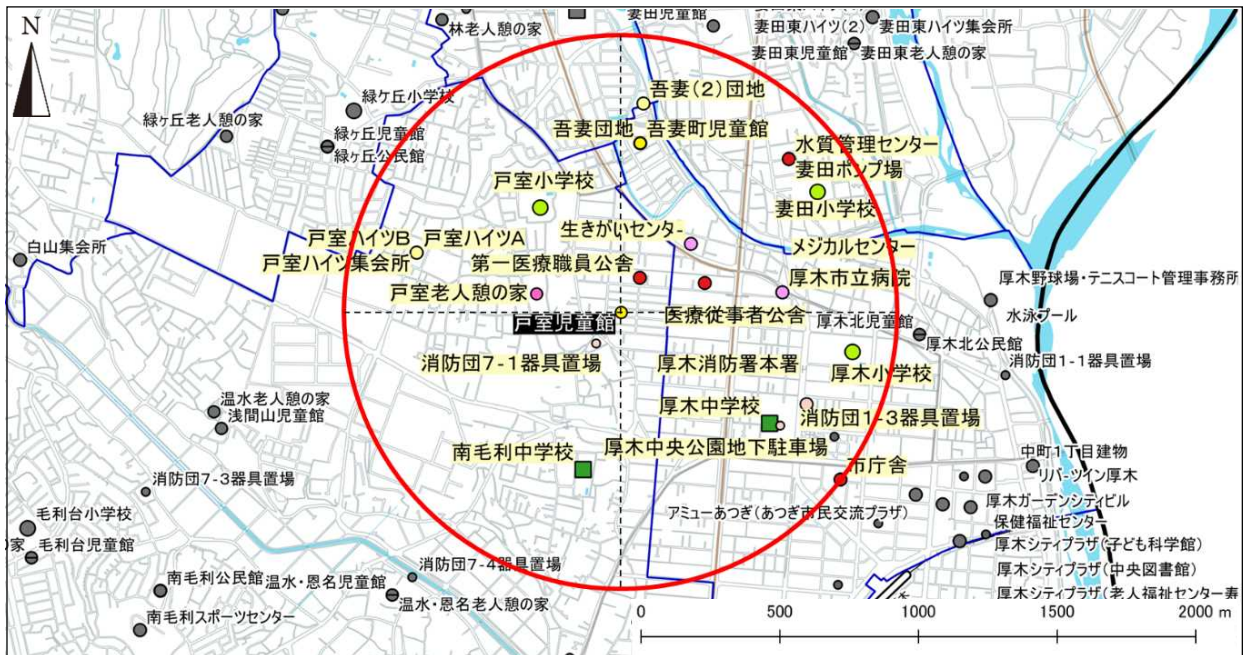 N
林老人憩の家
妻田児童館
妻田東ハイツ(2)
妻田東ハイツ集会所
妻田東児童館
妻田東老人憩の家
緑ケ丘小学校
緑ケ丘老人憩の家
緑ケ丘児童館
緑ケ丘公民館
吾妻(2)団地
吾妻団地
吾妻町児童館
水質管理センター
妻田ポンプ場
戸室小学校
妻田小学校
生きがいセンター
白山集会所
戸室ハイツB
戸室ハイツA
戸室ハイツ集会所
メジカルセンター
第一医療職員公舎
厚木市立病院
戸室老人憩の家
厚木野球場・テニスコート管理事務所
水泳プール
戸室児童館
医療従事者公舎
厚木北児童館
厚木北公民館
消防団7-1器具置場
厚木消防署本署
厚木小学校
消防団1-1器具置場
温水老人憩の家
浅間山児童館
厚木中学校
消防団1-3器具置場
南毛利中学校
厚木中央公園地下駐車場
消防団7-3器具置場
市庁舎
中町1丁目建物
リバーツイン厚木
毛利台小学校
アミューあつぎ(あつぎ市民交流プラザ)
厚木ガーデンシティビル
保健福祉センター
の家
毛利台児童館
厚木シティプラザ(子ども科学館)
消防団7-4器具置場
南毛利公民館
温水・恩名児童館
厚木シティプラザ(中央図書館)
温水・恩名老人憩の家
厚木シティプラザ(老人福祉センター寿
南毛利スポーツセンター
0 500 1000 1500 2000 m